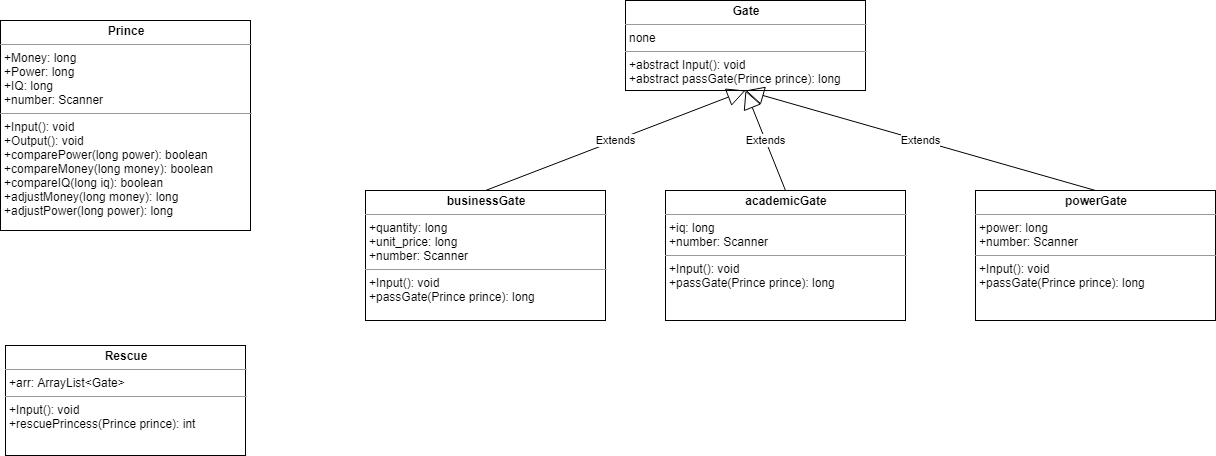 Prince
+Money: long
+Power: long
+IQ: long
+number: Scanner
+Input(): void
+Output(): void
+comparePower(long power): boolean
+compareMoney(long money): boolean
+compareIQ(long iq): boolean
+adjustMoney(long money): long
+adjustPower(long power): long
Gate
none
+abstract Input(): void
+abstract passGate(Prince prince): long
Extends
Extends
Extends
businessGate
+quantity: long
+unit_price: long
+number: Scanner
+Input(): void
+passGate(Prince prince): long
academicGate
+iq: long
+number: Scanner
+Input(): void
+passGate(Prince prince): long
powerGate
+power: long
+number: Scanner
+Input(): void
+passGate(Prince prince): long
Rescue
+arr: ArrayList<Gate>
+Input(): void
+rescuePrincess(Prince prince): int